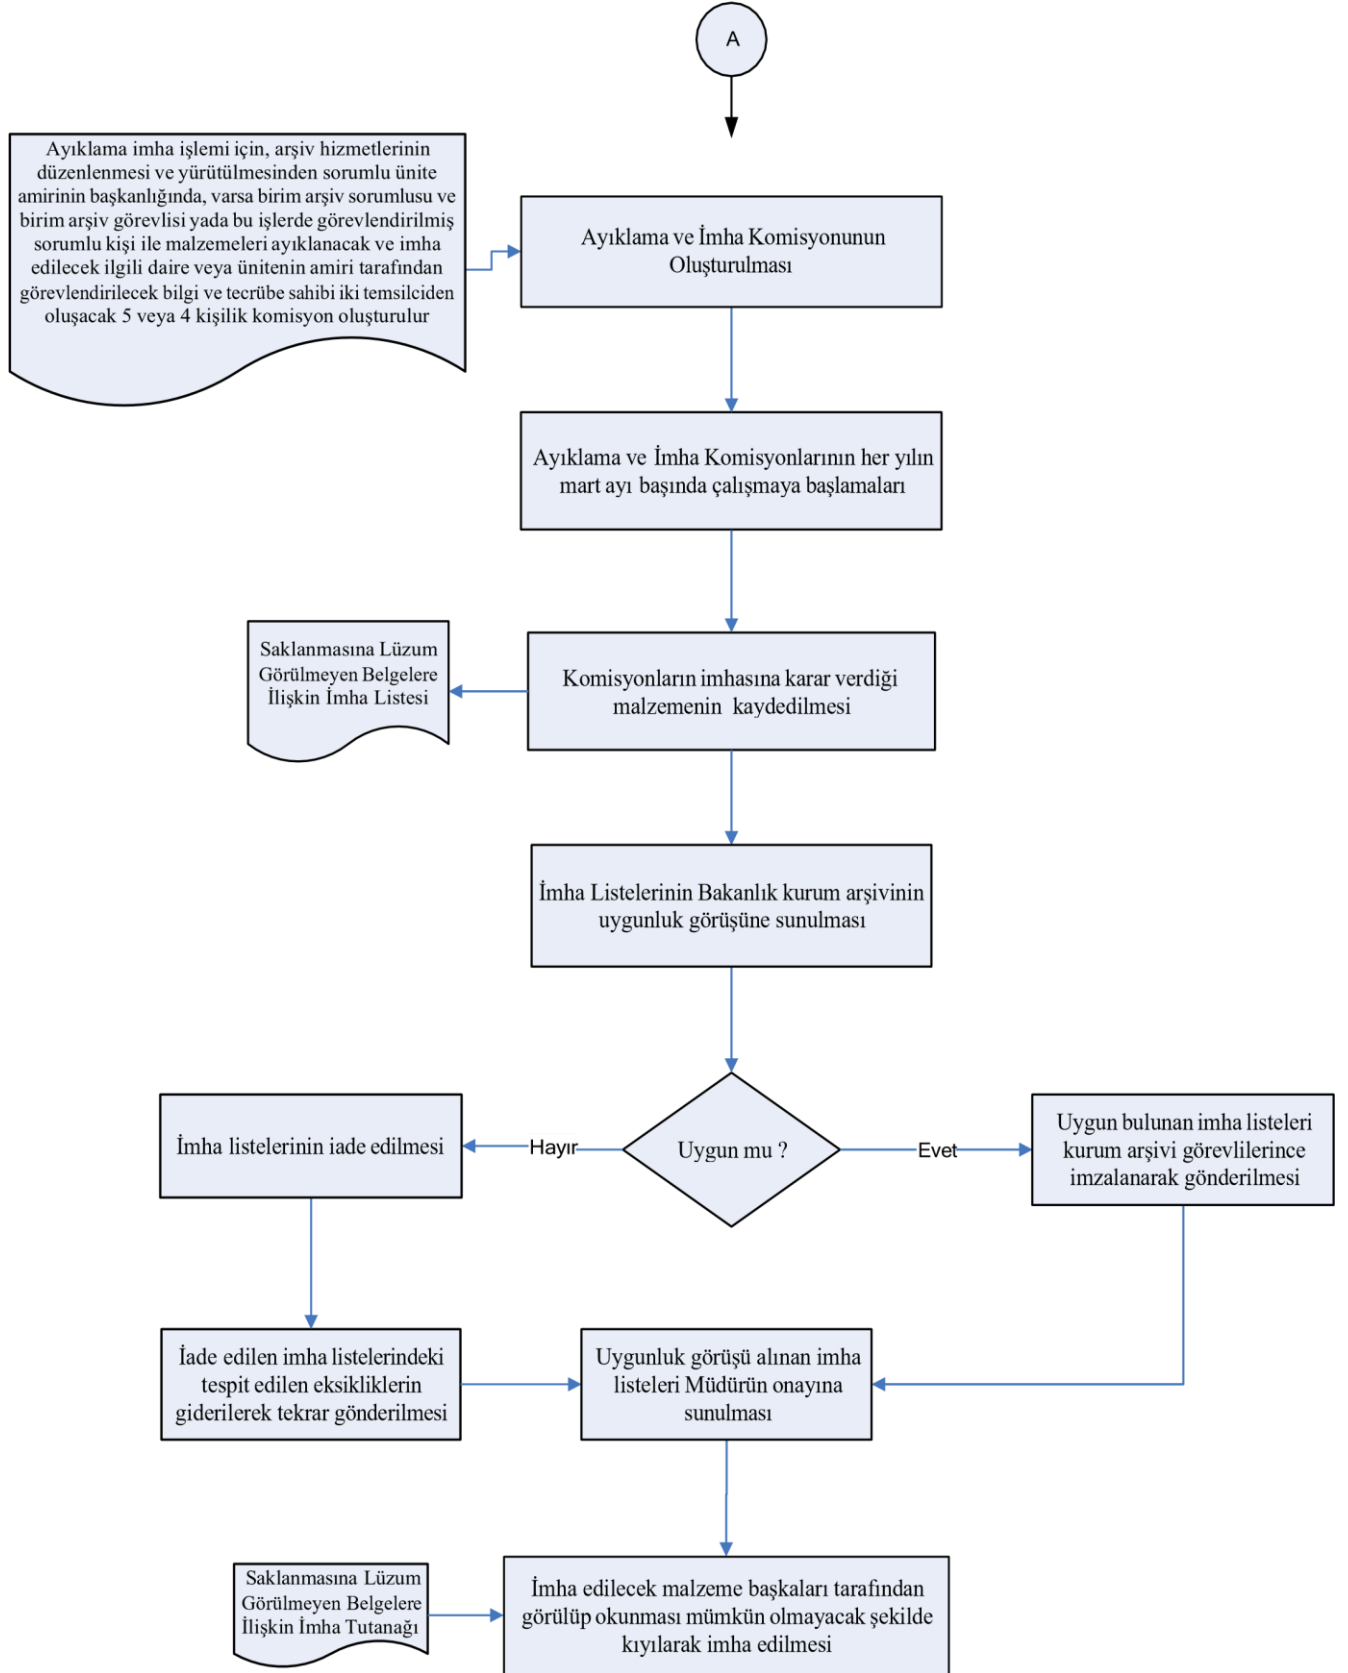 A
Ayıklama imha işlemi için, arşiv hizmetlerinin
düzenlenmesi ve yürütülmesinden sorumlu ünite
amirinin başkanlığında, varsa birim arşiv sorumlusu ve
birim arşiv görevlisi yada bu işlerde görevlendirilmiş
sorumlu kişi ile malzemeleri ayıklanacak ve imha
edilecek ilgili daire veya ünitenin amiri tarafından
görevlendirilecek bilgi ve tecrübe sahibi iki temsilciden
oluşacak 5 veya 4 kişilik komisyon oluşturulur
Ayıklama ve İmha Komisyonunun
Oluşturulması
Ayıklama ve İmha Komisyonlarının her yılın
mart ayı başında çalışmaya başlamaları
Saklanmasına Lüzum
Görülmeyen Belgelere
İlişkin İmha Listesi
Komisyonların imhasına karar verdiği
malzemenin kaydedilmesi
İmha Listelerinin Bakanlık kurum arşivinin
uygunluk görüşüne sunulması
İmha listelerinin iade edilmesi
Hayır
Uygun mu ?
Evet
Uygun bulunan imha listeleri
kurum arşivi görevlilerince
imzalanarak gönderilmesi
İade edilen imha listelerindeki
tespit edilen eksikliklerin
giderilerek tekrar gönderilmesi
Uygunluk görüşü alınan imha
listeleri Müdürün onayına
sunulması
Saklanmasına Lüzum
Görülmeyen Belgelere
İlişkin İmha Tutanağı
İmha edilecek malzeme başkaları tarafından
görülüp okunması mümkün olmayacak şekilde
kıyılarak imha edilmesi